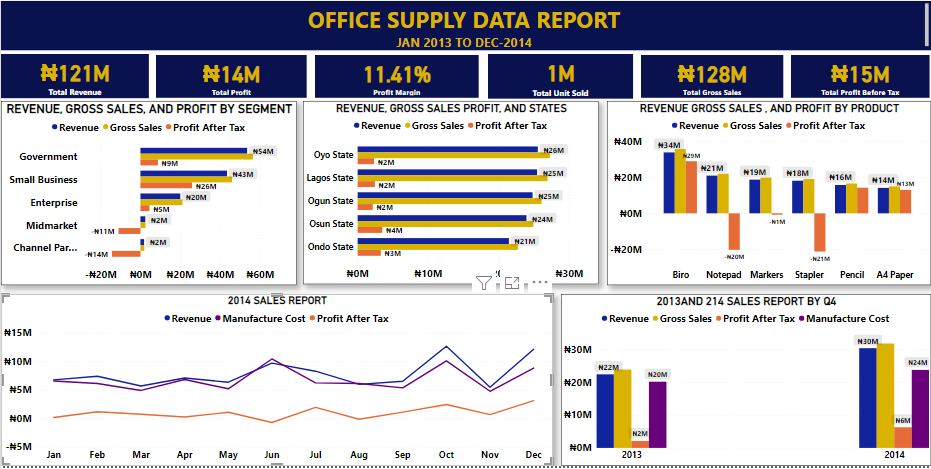 OFFICE SUPPLY DATA REPORT
JAN 2013 TO DEC-2014
₦121M
Total Revenue
₦14M
Total Profit
11.41%
Profit Margin
1M
Total Unit Sold
₦128M
Total Gross Sales
₦15M
Total Profit Before Tax
REVENUE, GROSS SALES, AND PROFIT BY SEGMENT
Revenue Gross Sales Profit After Tax
Government ₦54M
₦9M
Small Business ₦43M
₦26M
Enterprise ₦20M
₦5M
Midmarket ₦2M
-₦11M
Channel Par... ₦2M
-₦14M
-₦20M ₦0M ₦20M ₦40M ₦60M
REVENUE, GROSS SALES PROFIT, AND STATES
Revenue Gross Sales Profit After Tax
Oyo State ₦26M
₦2M
Lagos State ₦25M
₦2M
Ogun State ₦25M
₦2M
Osun State ₦24M
₦4M
Ondo State ₦21M
₦3M
₦0M ₦10M ₦30M
REVENUE GROSS SALES , AND PROFIT BY PRODUCT
Revenue Gross Sales Profit After Tax
₦40M
₦20M
₦0M
-₦20M
₦34M ₦29M
₦21M -₦20M
₦19M -₦1M
₦18M -₦21M
₦16M
₦14M ₦13M
Biro Notepad Markers Stapler Pencil A4 Paper
2014 SALES REPORT
Revenue Manufacture Cost Profit After Tax
₦15M
₦10M
₦5M
₦0M
-₦5M
Jan Feb Mar Apr May Jun Jul Aug Sep Oct Nov Dec
2013AND 214 SALES REPORT BY Q4
Revenue Gross Sales Profit After Tax Manufacture Cost
₦30M
₦20M
₦10M
₦0M
₦22M ₦2M ₦20M
₦30M ₦6M ₦24M
2013 2014